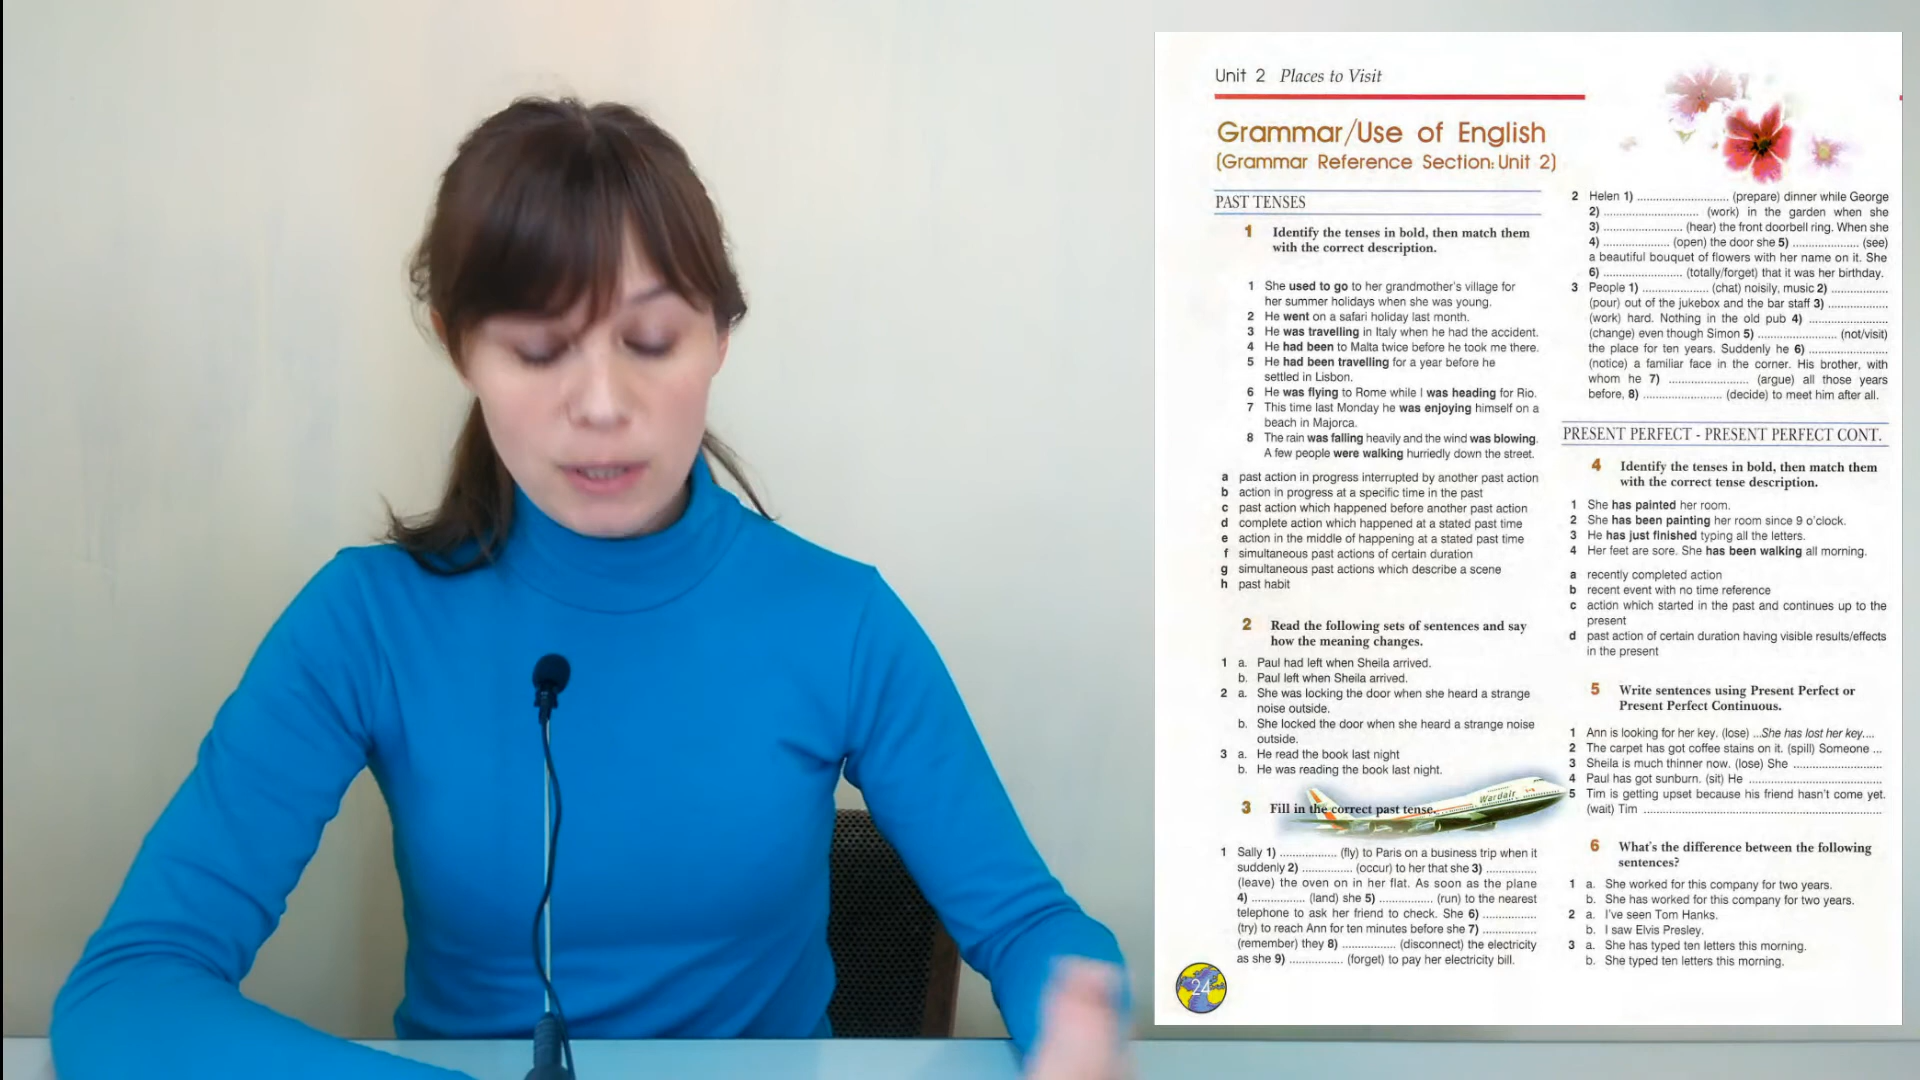 Unit 2 Places to Visit
Grammar/Use of English
(Grammar Reference Section: Unit 2)
PAST TENSES
1 Identify the tenses in bold, then match them
with the correct description.
1 She used to go to her grandmother's village for
her summer holidays when she was young.
2 He went on a safari holiday last month.
3 He was travelling in Italy when he had the accident.
4 He had been to Malta twice before he took me there.
5 He had been travelling for a year before he
settled in Lisbon.
6 He was flying to Rome while I was heading for Rio.
7 This time last Monday he was enjoying himself on a
beach in Majorca.
8 The rain was falling heavily and the wind was blowing.
A few people were walking hurriedly down the street.
a past action in progress interrupted by another past action
b action in progress at a specific time in the past
c past action which happened before another past action
d complete action which happened at a stated past time
e action in the middle of happening at a stated past time
f simultaneous past actions of certain duration
g simultaneous past actions which describe a scene
h past habit
2 Read the following sets of sentences and say
how the meaning changes.
1 a. Paul had left when Sheila arrived.
b. Paul left when Sheila arrived.
2 a. She was locking the door when she heard a strange
noise outside.
b. She locked the door when she heard a strange noise
outside.
3 a. He read the book last night
b. He was reading the book last night.
3 Fill in the correct past tense.
Wardair
1 Sally 1) .................. (fly) to Paris on a business trip when it
suddenly 2) ................ (occur) to her that she 3) ................
(leave) the oven on in her flat. As soon as the plane
4) ................. (land) she 5) ................. (run) to the nearest
telephone to ask her friend to check. She 6) .................
(try) to reach Ann for ten minutes before she 7) .................
(remember) they 8) ................. (disconnect) the electricity
as she 9) ................. (forget) to pay her electricity bill.
24
2 Helen 1) ............................. (prepare) dinner while George
2) .............................. (work) in the garden when she
3) ......................... (hear) the front doorbell ring. When she
4) ..................... (open) the door she 5) ..................... (see)
a beautiful bouquet of flowers with her name on it. She
6) ......................... (totally/forget) that it was her birthday.
3 People 1) ..................... (chat) noisily, music 2) ..................
(pour) out of the jukebox and the bar staff 3) ...................
(work) hard. Nothing in the old pub 4) .........................
(change) even though Simon 5) ......................... (not/visit)
the place for ten years. Suddenly he 6) .........................
(notice) a familiar face in the corner. His brother, with
whom he 7) ......................... (argue) all those years
before, 8) ......................... (decide) to meet him after all.
PRESENT PERFECT - PRESENT PERFECT CONT.
4 Identify the tenses in bold, then match them
with the correct tense description.
1 She has painted her room.
2 She has been painting her room since 9 o'clock.
3 He has just finished typing all the letters.
4 Her feet are sore. She has been walking all morning.
a recently completed action
b recent event with no time reference
c action which started in the past and continues up to the
present
d past action of certain duration having visible results/effects
in the present
5 Write sentences using Present Perfect or
Present Perfect Continuous.
1 Ann is looking for her key. (lose) ...She has lost her key....
2 The carpet has got coffee stains on it. (spill) Someone ...
3 Sheila is much thinner now. (lose) She ............................
4 Paul has got sunburn. (sit) He ..........................................
5 Tim is getting upset because his friend hasn't come yet.
(wait) Tim ...........................................................................
6 What's the difference between the following
sentences?
1 a. She worked for this company for two years.
b. She has worked for this company for two years.
2 a. I've seen Tom Hanks.
b. I saw Elvis Presley.
3 a. She has typed ten letters this morning.
b. She typed ten letters this morning.